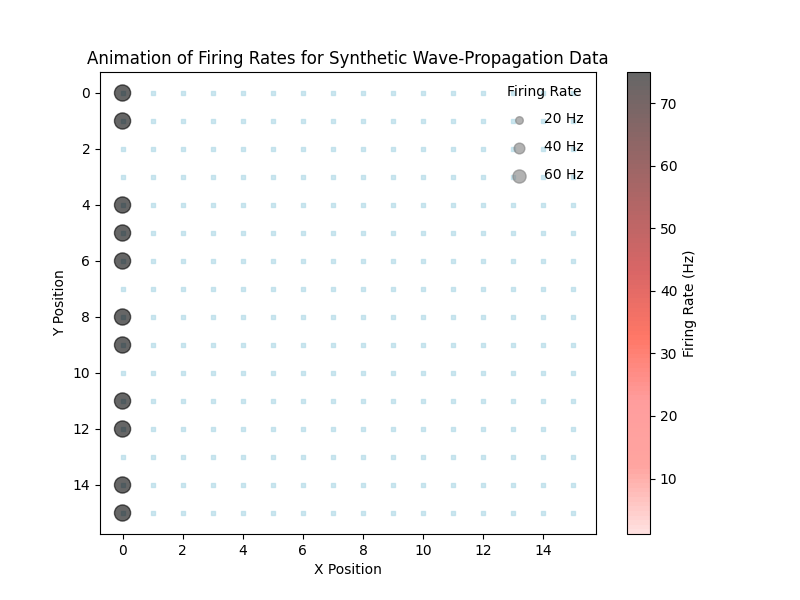 Animation of Firing Rates for Synthetic Wave-Propagation Data
Firing Rate
20 Hz
40 Hz
60 Hz
0
2
4
6
8
10
12
14
Y Position
0 2 4 6 8 10 12 14
X Position
70
60
50
40
30
20
10
Firing Rate (Hz)